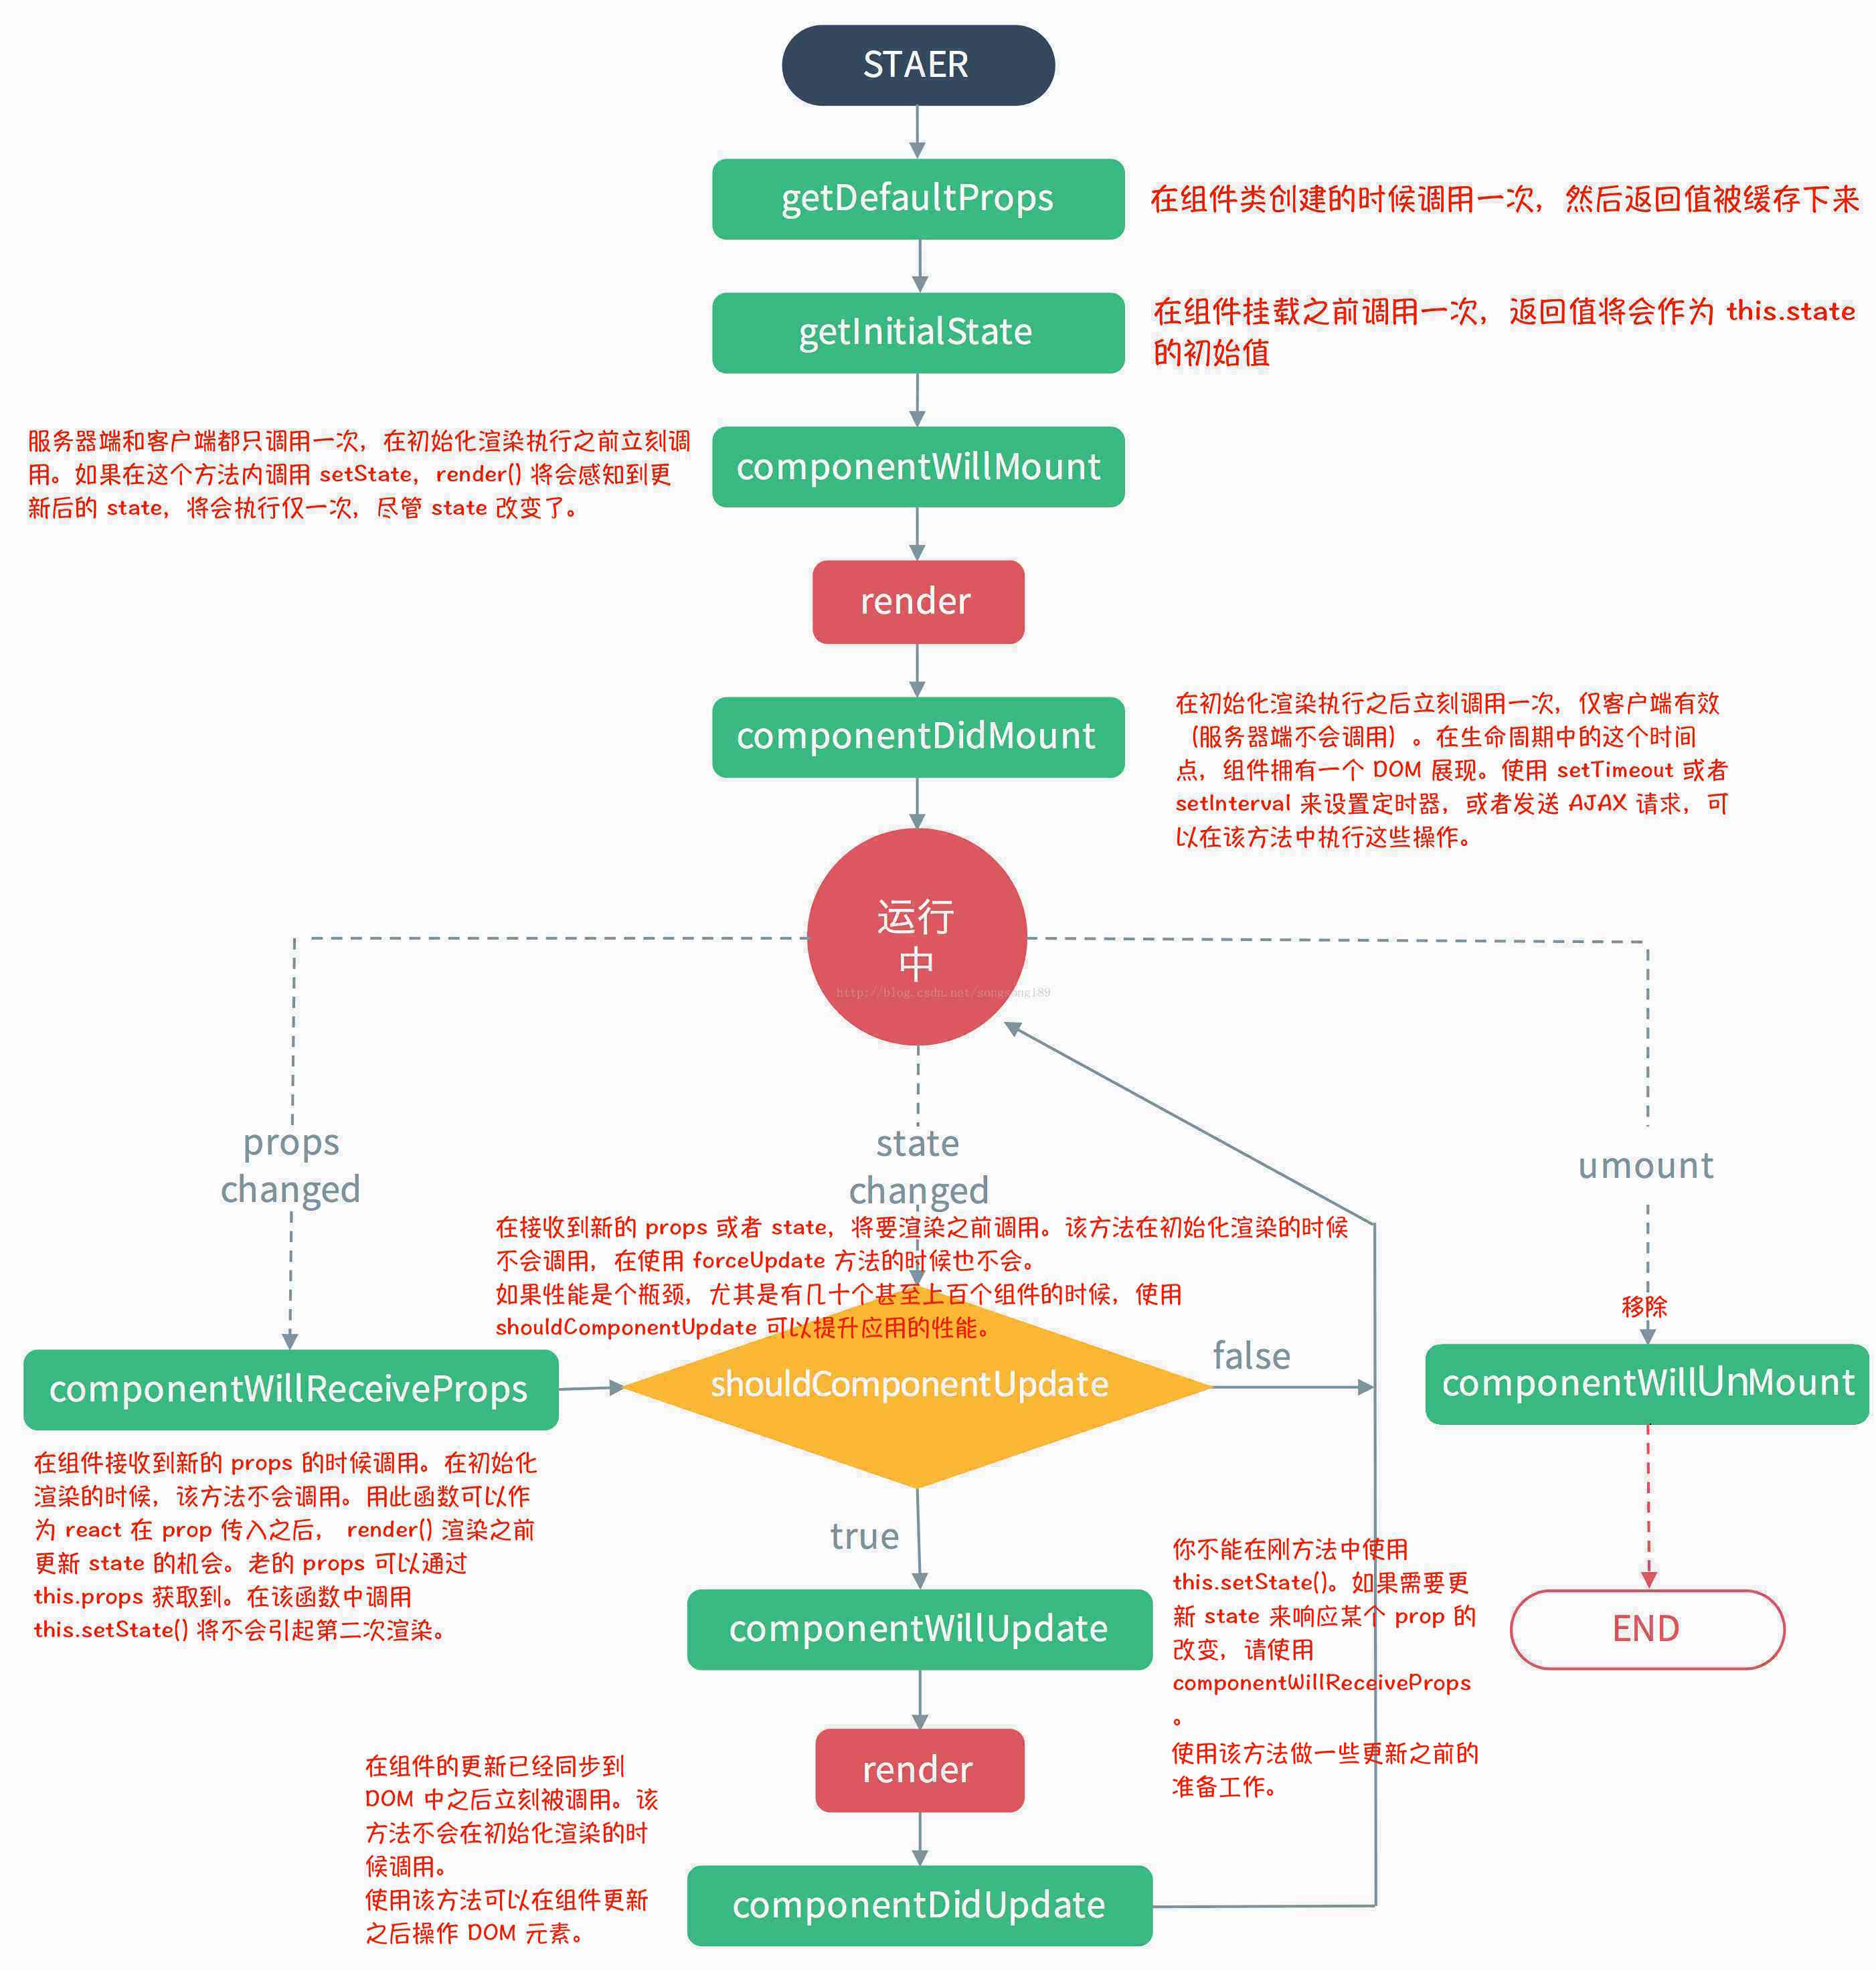 STAER
getDefaultProps
在组件类创建的时候调用一次，然后返回值被缓存下来
getInitialState
在组件挂载之前调用一次，返回值将会作为 this.state
的初始值
服务器端和客户端都只调用一次，在初始化渲染执行之前立刻调
用。如果在这个方法内调用 setState，render() 将会感知到更
新后的 state，将会执行仅一次，尽管 state 改变了。
componentWillMount
render
componentDidMount
在初始化渲染执行之后立刻调用一次，仅客户端有效
（服务器端不会调用）。在生命周期中的这个时间
点，组件拥有一个 DOM 展现。使用 setTimeout 或者
setInterval 来设置定时器，或者发送 AJAX 请求，可
以在该方法中执行这些操作。
运行
中
http://blog.csdn.net/songsong189
props
changed
state
changed
umount
在接收到新的 props 或者 state，将要渲染之前调用。该方法在初始化渲染的时候
不会调用，在使用 forceUpdate 方法的时候也不会。
如果性能是个瓶颈，尤其是有几十个甚至上百个组件的时候，使用
shouldComponentUpdate 可以提升应用的性能。
移除
componentWillReceiveProps
shouldComponentUpdate
false
componentWillUnMount
在组件接收到新的 props 的时候调用。在初始化
渲染的时候，该方法不会调用。用此函数可以作
为 react 在 prop 传入之后， render() 渲染之前
更新 state 的机会。老的 props 可以通过
this.props 获取到。在该函数中调用
this.setState() 将不会引起第二次渲染。
true
你不能在刚方法中使用
this.setState()。如果需要更
新 state 来响应某个 prop 的
改变，请使用
componentWillReceiveProps
。
使用该方法做一些更新之前的
准备工作。
componentWillUpdate
END
render
在组件的更新已经同步到
DOM 中之后立刻被调用。该
方法不会在初始化渲染的时
候调用。
使用该方法可以在组件更新
之后操作 DOM 元素。
componentDidUpdate